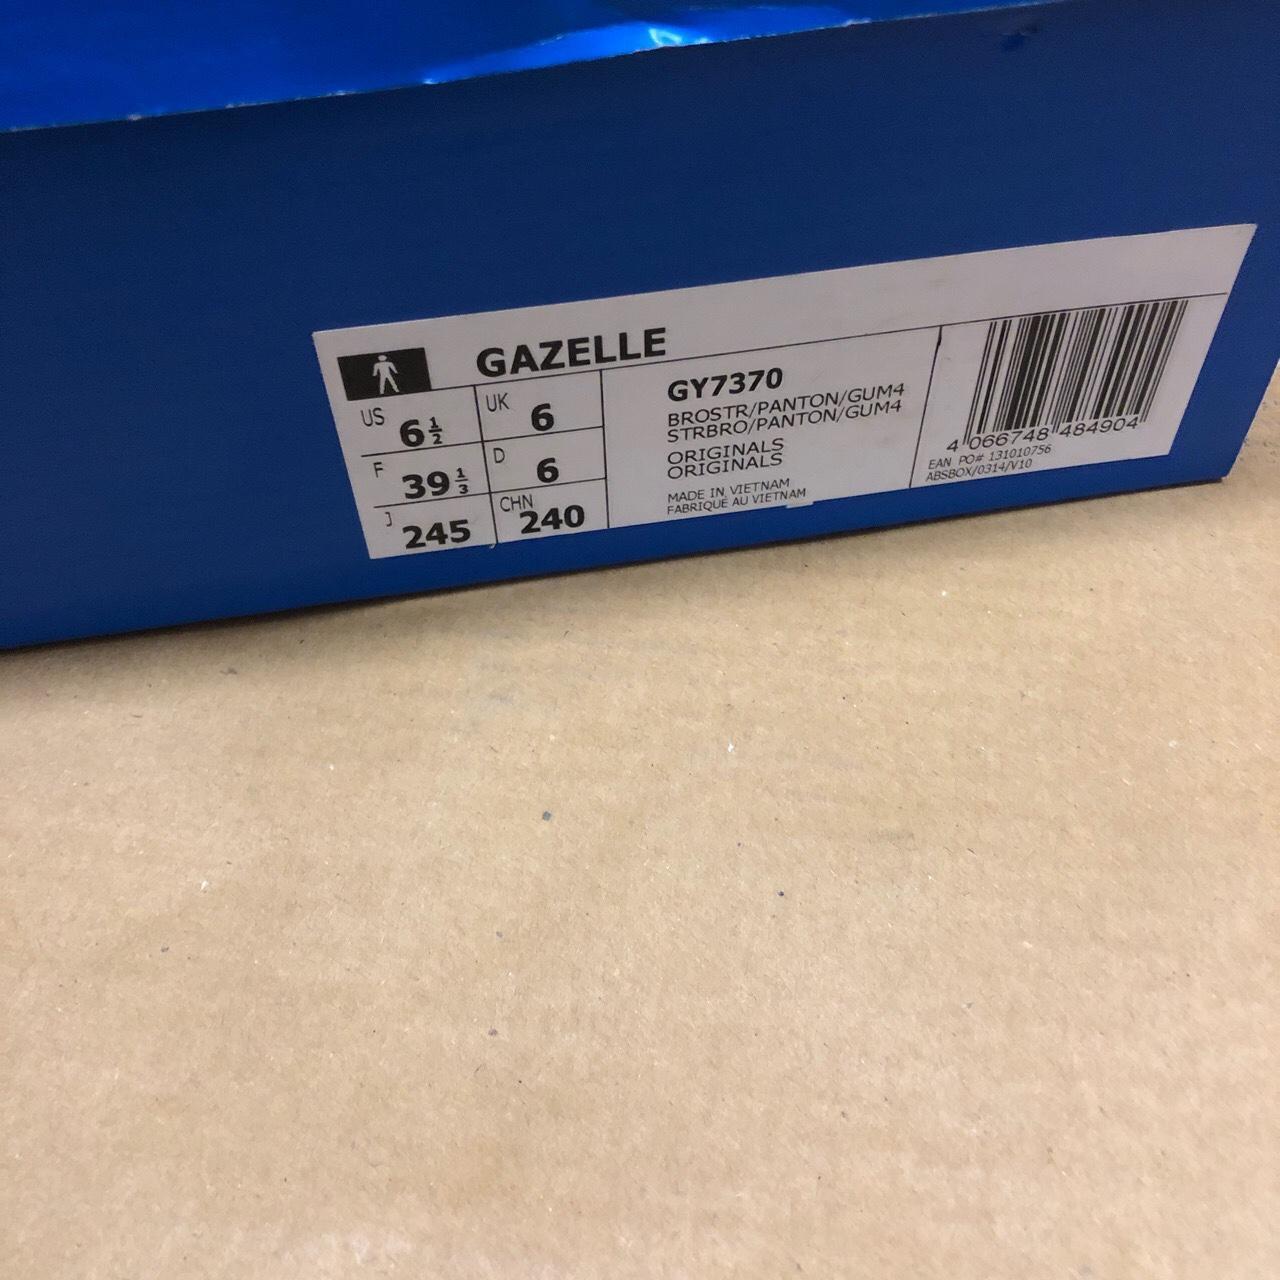 GAZELLE
US 6 1/2 UK 6
F 39 1/3 D 6
J 245 CHN 240
GY7370
BROSTR/PANTON/GUM4
STRBRO/PANTON/GUM4
ORIGINALS
ORIGINALS
MADE IN VIETNAM
FABRIQUÉ AU VIETNAM
4 066748 484904
EAN PO# 131010756
ABSBOX/0314/V10